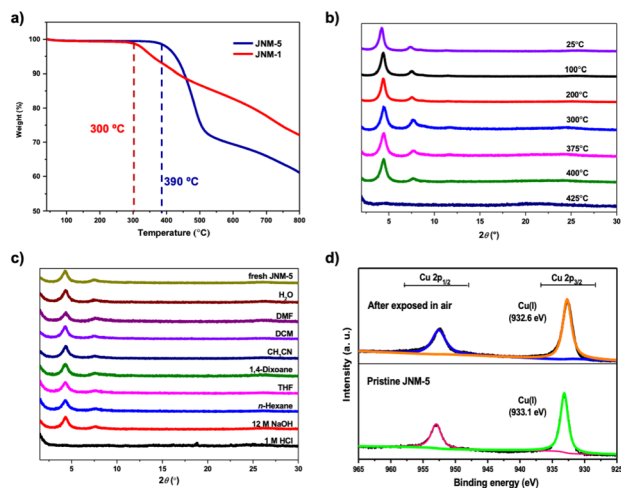 a)
JNM-5
JNM-1
300 ºC
390 ºC
Weight (%)
100
90
80
70
60
50
100 200 300 400 500 600 700 800
Temperature (°C)
b)
25°C
100°C
200°C
300°C
375°C
400°C
425°C
5 10 15 20 25 30
2θ (°)
c)
fresh JNM-5
H2O
DMF
DCM
CH3CN
1,4-Dixoane
THF
n-Hexane
12 M NaOH
1 M HCl
10 20 30
2θ (°)
d)
Cu 2p1/2
Cu 2p3/2
After exposed in air
Cu(I)
(932.6 eV)
Pristine JNM-5
Cu(I)
(933.1 eV)
Intensity (a. u.)
965 960 955 950 945 940 935 930 925
Binding energy (eV)